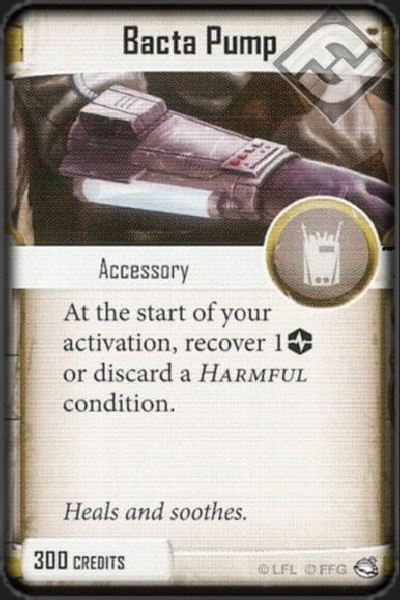 Bacta Pump
Accessory
At the start of your
activation, recover 1
or discard a HARMFUL
condition.
Heals and soothes.
300 CREDITS
© LFL © FFG